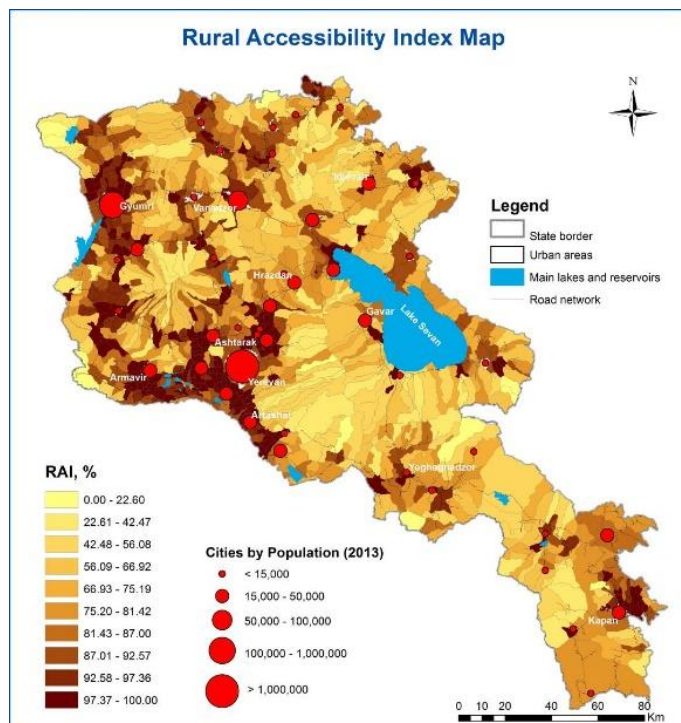 Rural Accessibility Index Map
N
Legend
State border
Urban areas
Main lakes and reservoirs
Road network
Ijevan
Gyumri
Vanadzor
Hrazdan
Gavar
Lake Sevan
Ashtarak
Armavir
Yerevan
Artashat
Yeghegnadzor
Kapan
RAI, %
0.00 - 22.60
22.61 - 42.47
42.48 - 56.08
56.09 - 66.92
66.93 - 75.19
75.20 - 81.42
81.43 - 87.00
87.01 - 92.57
92.58 - 97.36
97.37 - 100.00
Cities by Population (2013)
< 15,000
15,000 - 50,000
50,000 - 100,000
100,000 - 1,000,000
> 1,000,000
0 10 20 40 60 80
Km